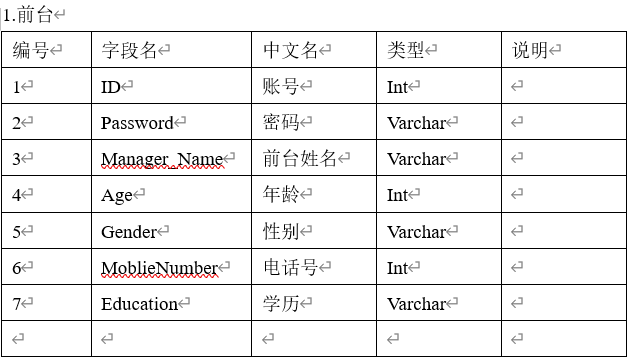 1.前台
编号 字段名 中文名 类型 说明
1 ID 账号 Int
2 Password 密码 Varchar
3 Manager_Name 前台姓名 Varchar
4 Age 年龄 Int
5 Gender 性别 Varchar
6 MoblieNumber 电话号 Int
7 Education 学历 Varchar